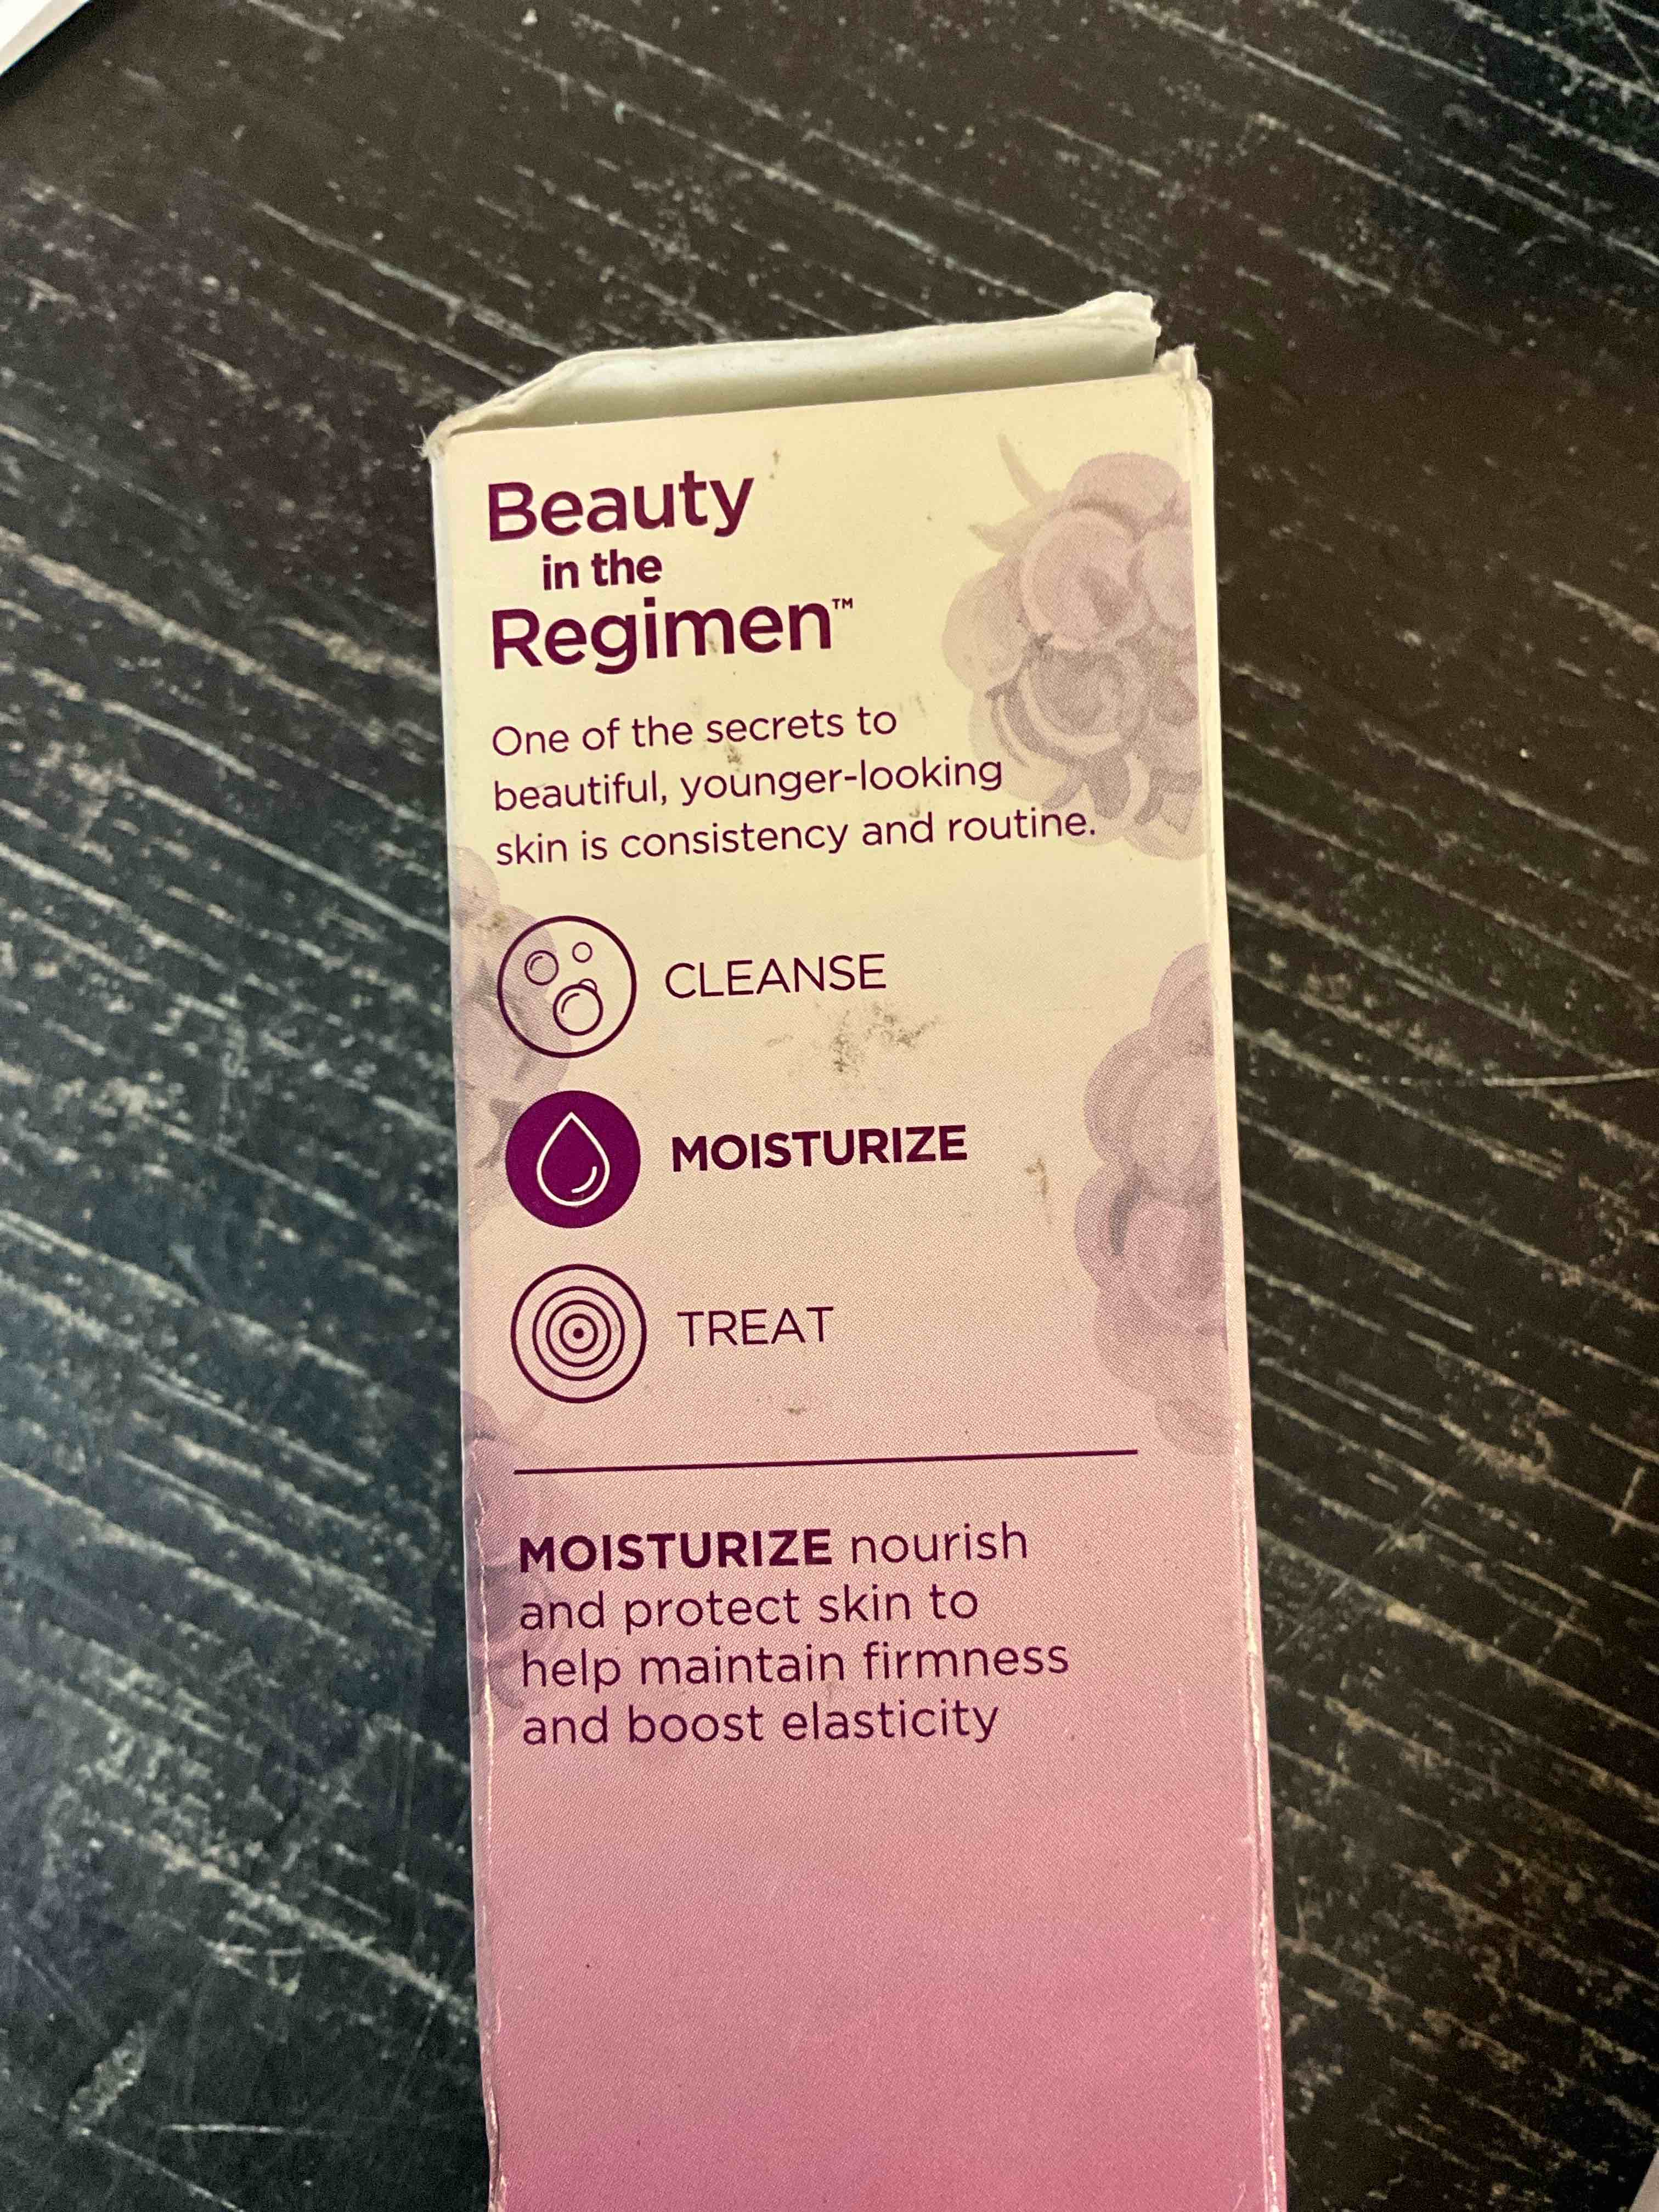 Beauty
in the
Regimen™
One of the secrets to
beautiful, younger-looking
skin is consistency and routine.
CLEANSE
MOISTURIZE
TREAT
MOISTURIZE nourish
and protect skin to
help maintain firmness
and boost elasticity